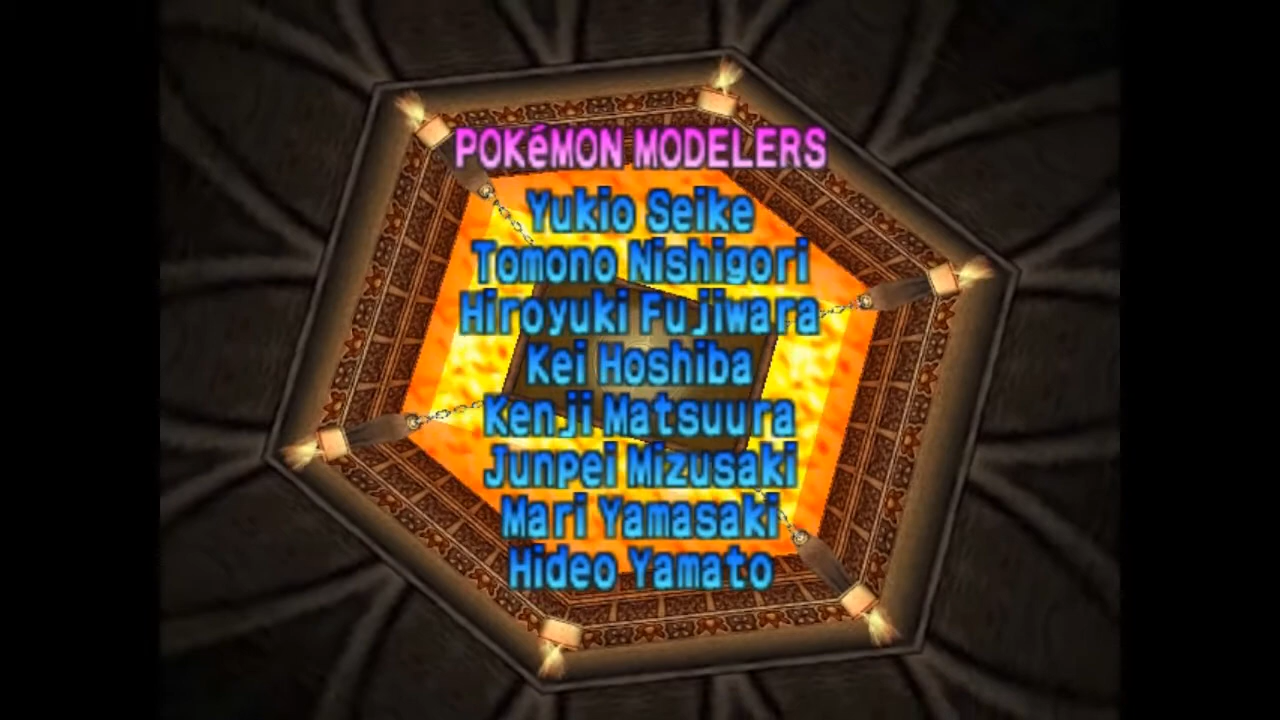 POKéMON MODELERS
Yukio Seike
Tomono Nishigori
Hiroyuki Fujiwara
Kei Hoshiba
Kenji Matsuura
Junpei Mizusaki
Mari Yamasaki
Hideo Yamato